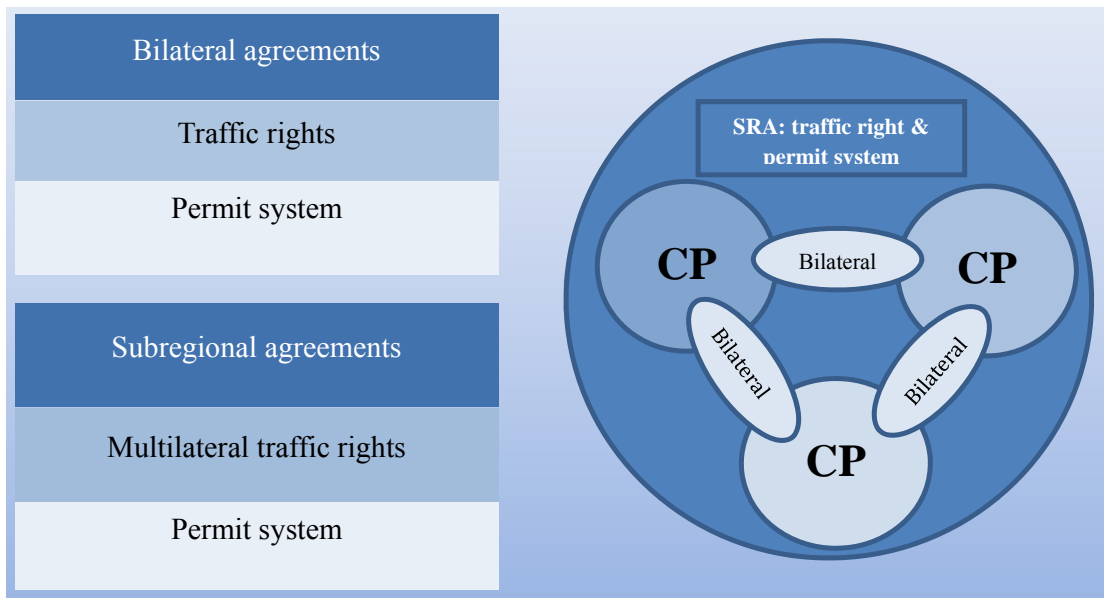 Bilateral agreements
Traffic rights
Permit system
Subregional agreements
Multilateral traffic rights
Permit system
SRA: traffic right &
permit system
CP
Bilateral
CP
Bilateral
Bilateral
CP